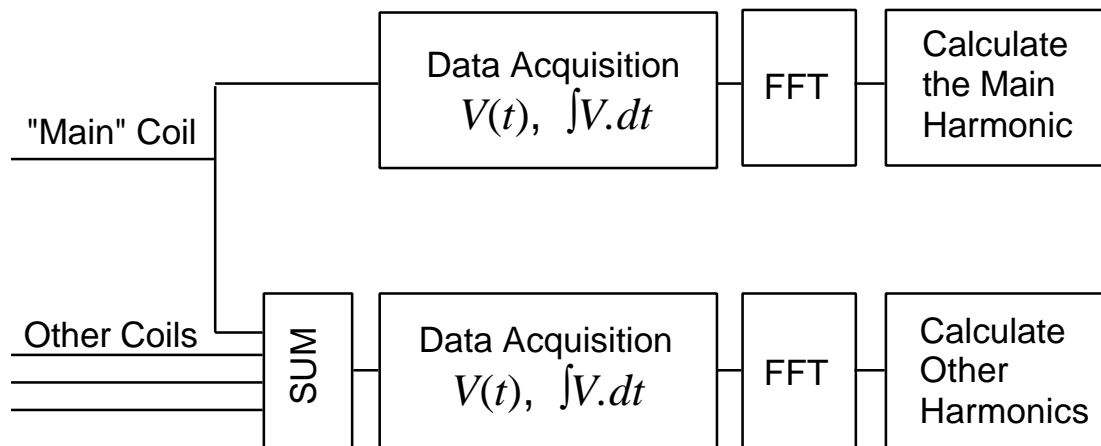 "Main" Coil
Data Acquisition
V(t), ∫V.dt
FFT
Calculate
the Main
Harmonic
Other Coils
SUM
Data Acquisition
V(t), ∫V.dt
FFT
Calculate
Other
Harmonics